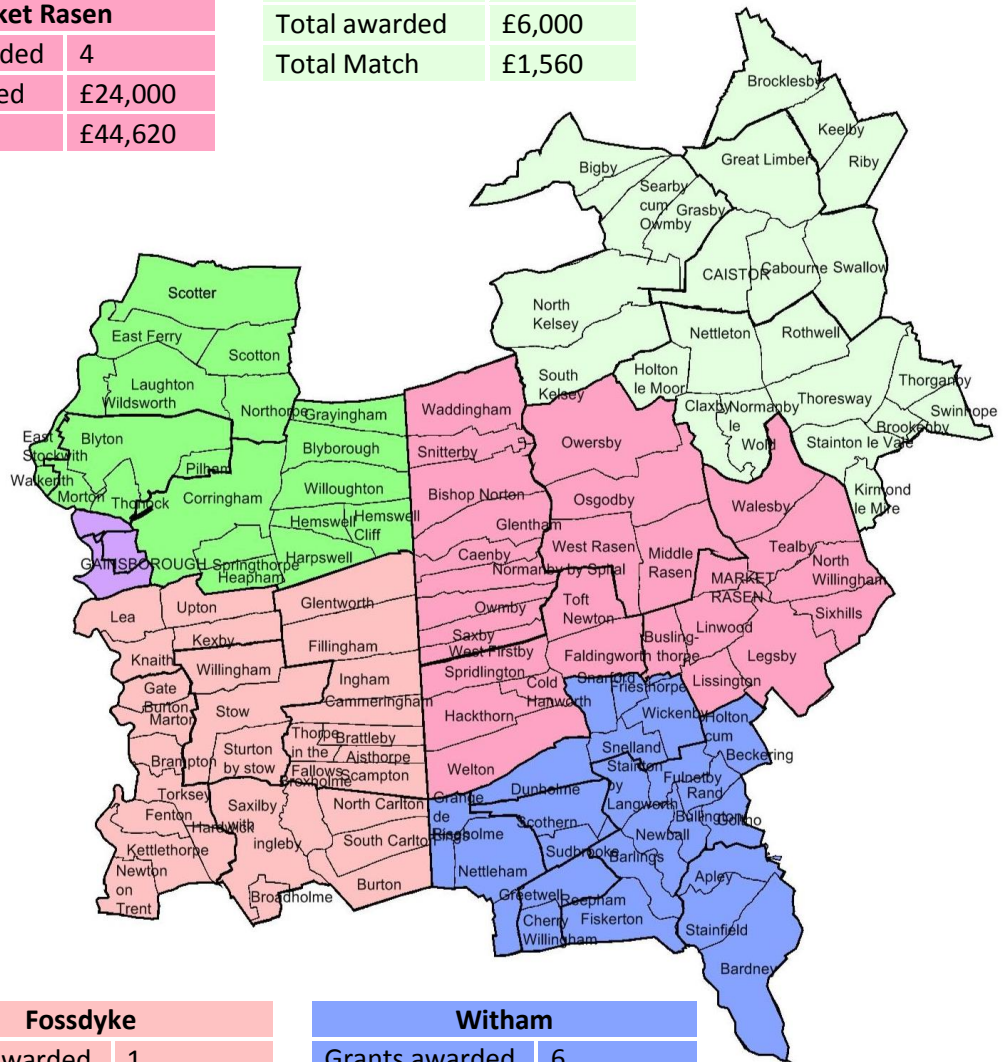 ket Rasen
ded 4
ed £24,000
£44,620
Total awarded £6,000
Total Match £1,560
Brocklesby
Keelby
Great Limber
Riby
Bigby
Searby
cum
Owmby
Grasby
CAISTOR
Cabourne
Swallow
North
Kelsey
Nettleton
Rothwell
South
Kelsey
Holton
le Moor
Claxby
Normanby
le
Wold
Thoresway
Thorganby
Swinhope
Brookenby
Stainton le Vale
Kirmond
le Mire
Scotter
East Ferry
Scotton
Laughton
Wildsworth
Northorpe
Grayingham
East
Stockwith
Blyton
Blyborough
Walkerith
Pilham
Morton
Thonock
Corringham
Willoughton
Hemswell
Hemswell
Cliff
Harpswell
GAINSBOROUGH
Springthorpe
Heapham
Waddingham
Snitterby
Bishop Norton
Glentham
Caenby
Normanby by Spital
Owmby
Saxby
West Firstby
Spridlington
Cold
Hanworth
Hackthorn
Welton
Owersby
Osgodby
West Rasen
Middle
Rasen
Toft
Newton
Faldingworth
Busling-
thorpe
Walesby
Tealby
North
Willingham
MARKET
RASEN
Sixhills
Linwood
Legsby
Lissington
Lea
Upton
Glentworth
Kexby
Fillingham
Knaith
Willingham
Ingham
Gate
Burton
Marton
Stow
Cammeringham
Thorpe
in the
Fallows
Brattleby
Aisthorpe
Scampton
Brampton
Sturton
by stow
Broxholme
Torksey
Saxilby
with
ingleby
North Carlton
Fenton
Hardwick
Kettlethorpe
South Carlton
Newton
on
Trent
Broadholme
Burton
Snarford
Friesthorpe
Wickenby
Holton
cum
Beckering
Snelland
Stainton
by
Langworth
Fulnetby
Rand
Bullington
Goltho
Dunholme
Grange
de
Lings
Riseholme
Scothern
Newball
Sudbrooke
Barlings
Nettleham
Apley
Greetwell
Reepham
Cherry
Willingham
Fiskerton
Stainfield
Bardney
Fossdyke
warded 1
Witham
Grants awarded 6